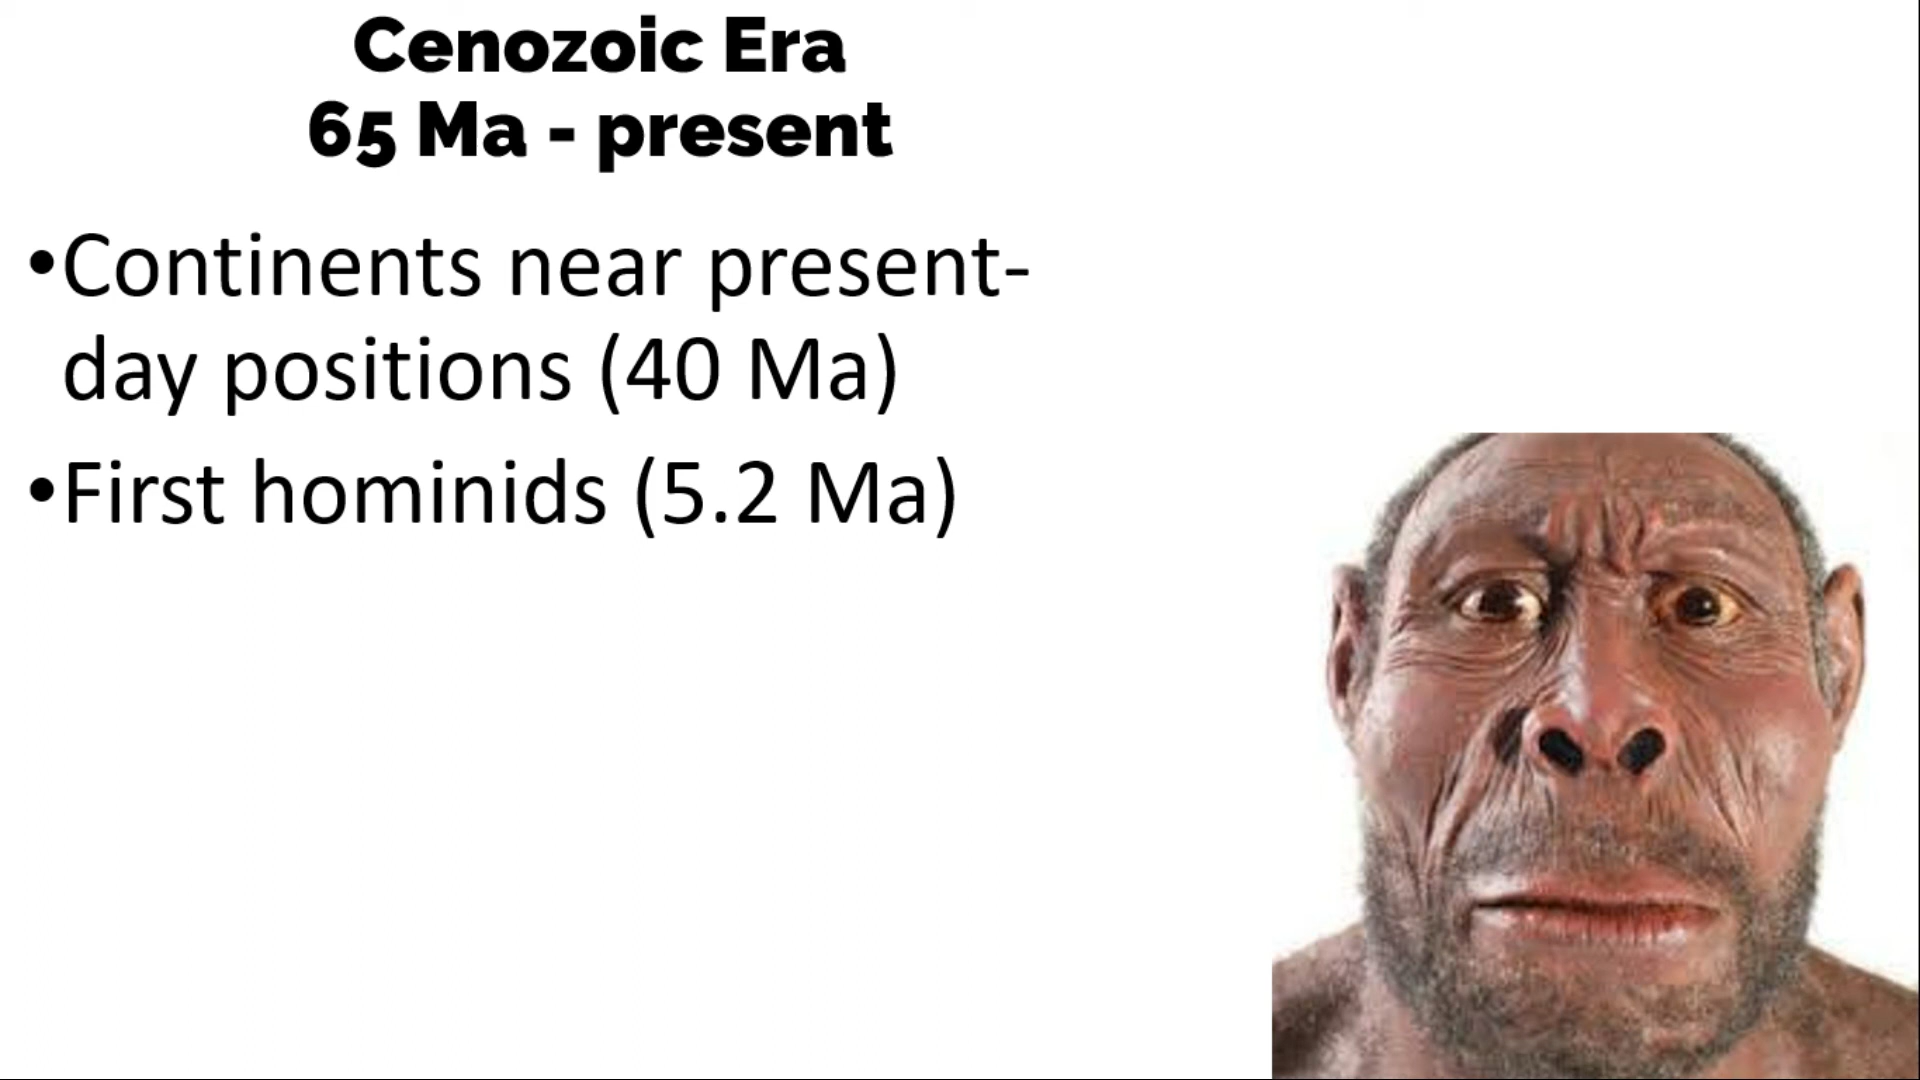 Cenozoic Era
65 Ma - present
•Continents near present-
day positions (40 Ma)
•First hominids (5.2 Ma)